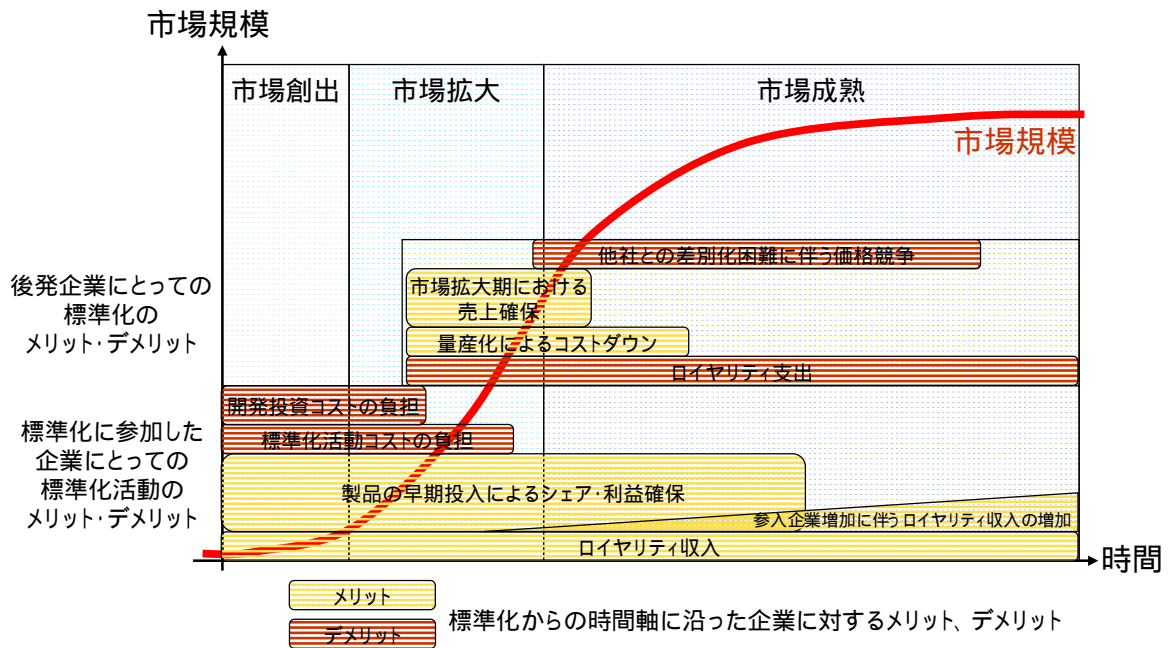 市場規模
市場創出
市場拡大
市場成熟
市場規模
他社との差別化困難に伴う価格競争
後発企業にとっての
標準化の
メリット・デメリット
市場拡大期における
売上確保
量産化によるコストダウン
ロイヤリティ支出
開発投資コストの負担
標準化活動コストの負担
標準化に参加した
企業にとっての
標準化活動の
メリット・デメリット
製品の早期投入によるシェア・利益確保
参入企業増加に伴うロイヤリティ収入の増加
ロイヤリティ収入
時間
メリット
デメリット
標準化からの時間軸に沿った企業に対するメリット、デメリット